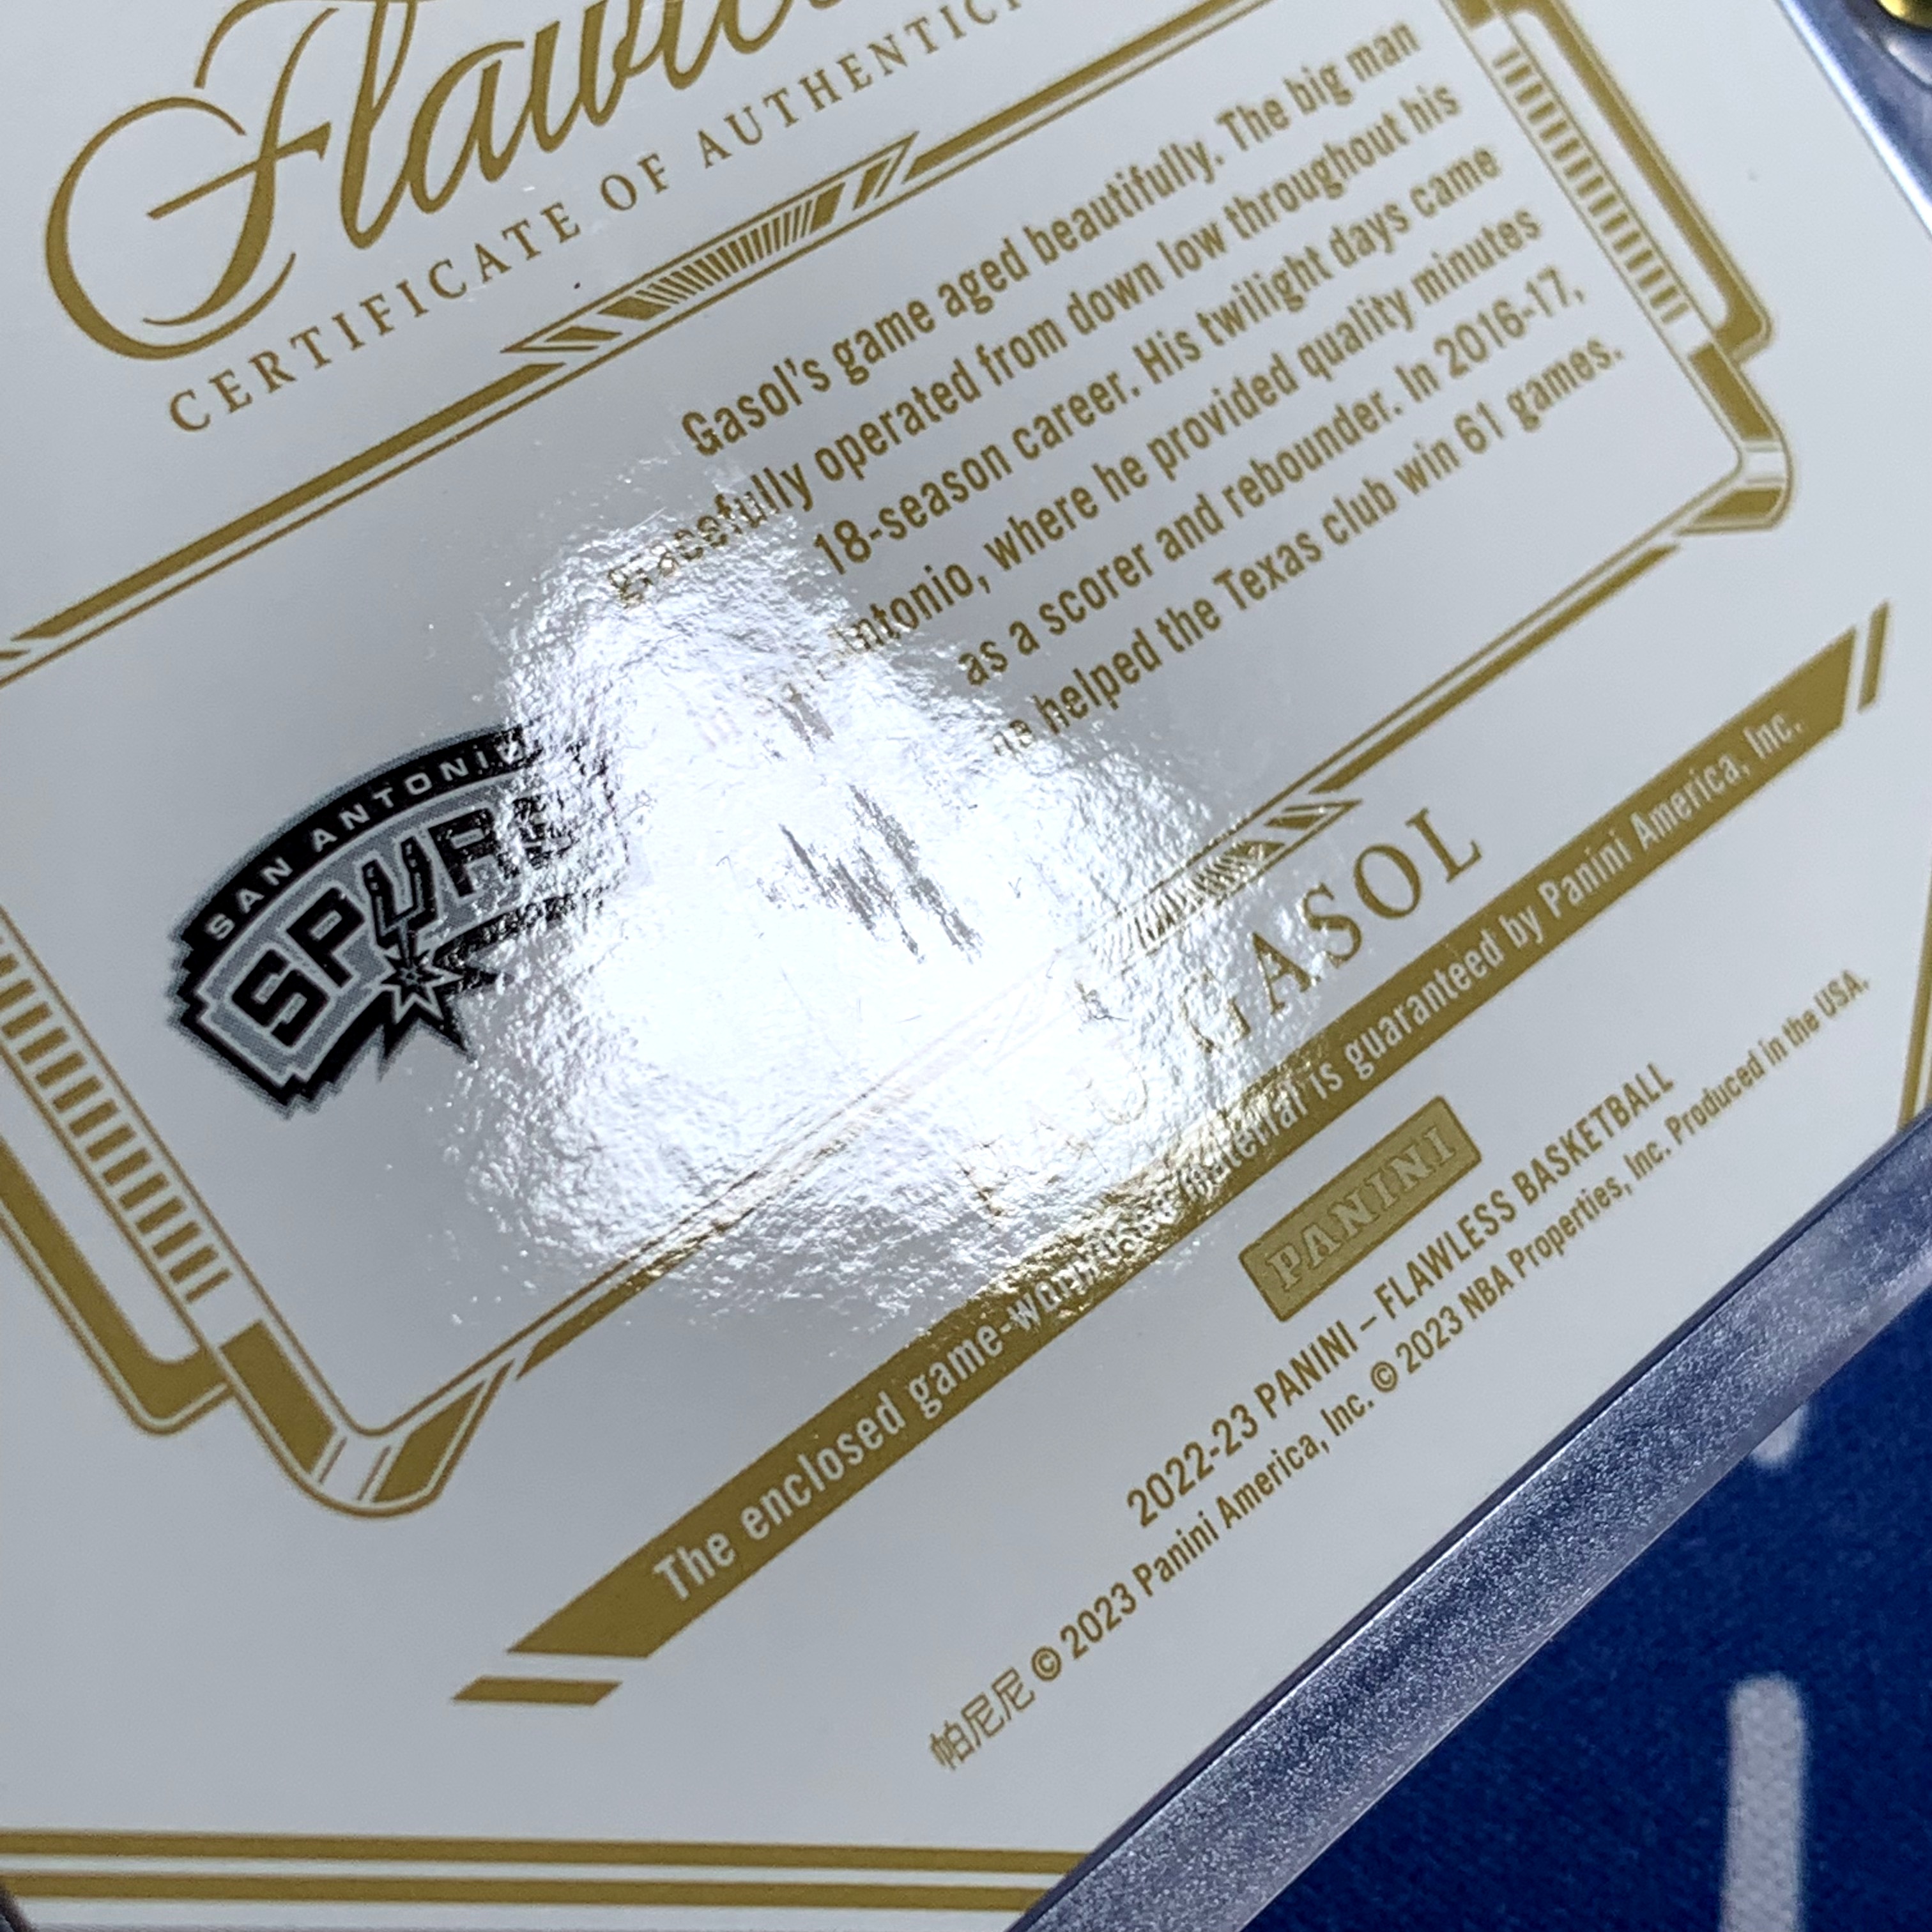 CERTIFICATE OF
Gasol's game aged beautifully. The big man
gracefully operated from down low throughout his
18-season career. His twilight days came
where he provided quality minutes
as a scorer and rebounder. In 2016-17,
he helped the Texas club win 61 games.
SAN ANTONIO
SPURS
GASOL
The enclosed game-worn material is guaranteed by Panini America, Inc.
PANINI
2022-23 PANINI – FLAWLESS BASKETBALL
帕尼尼 © 2023 Panini America, Inc. © 2023 NBA Properties, Inc. Produced in the USA.